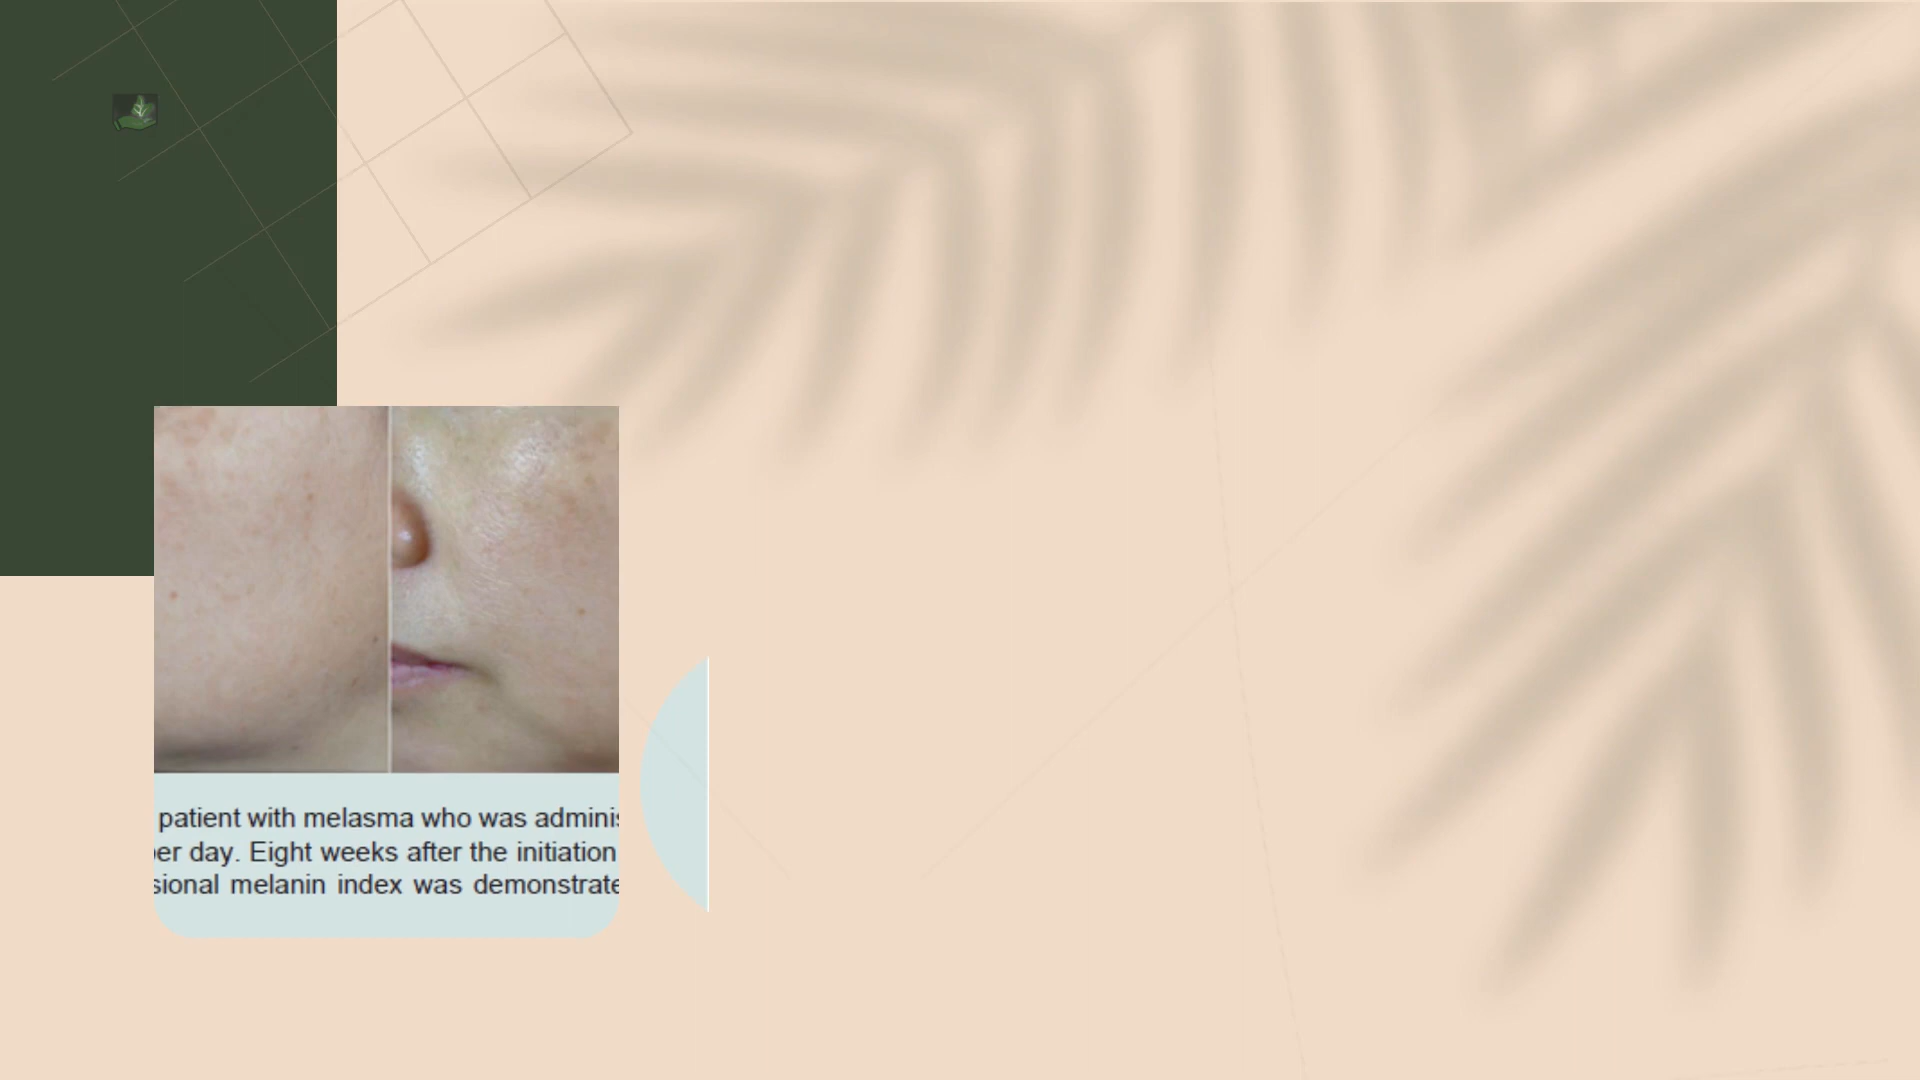 patient with melasma who was adminis
er day. Eight weeks after the initiation
sional melanin index was demonstrate